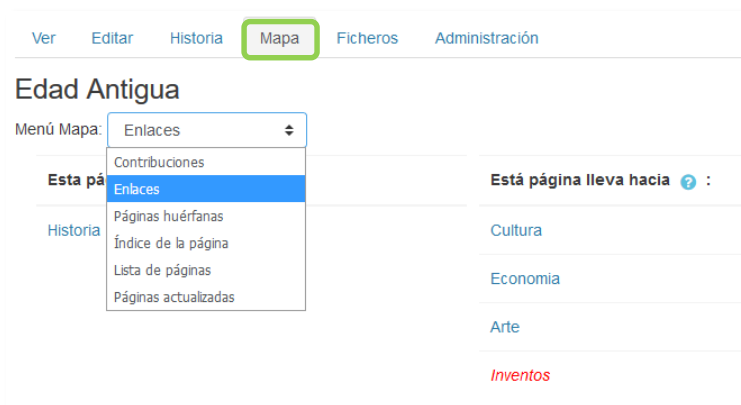 Ver Editar Historia Mapa Ficheros Administración
Edad Antigua
Menú Mapa: Enlaces
Contribuciones
Esta pá Enlaces Está página lleva hacia ? :
Páginas huérfanas
Historia Cultura
Índice de la página
Lista de páginas
Economia
Páginas actualizadas
Arte
Inventos